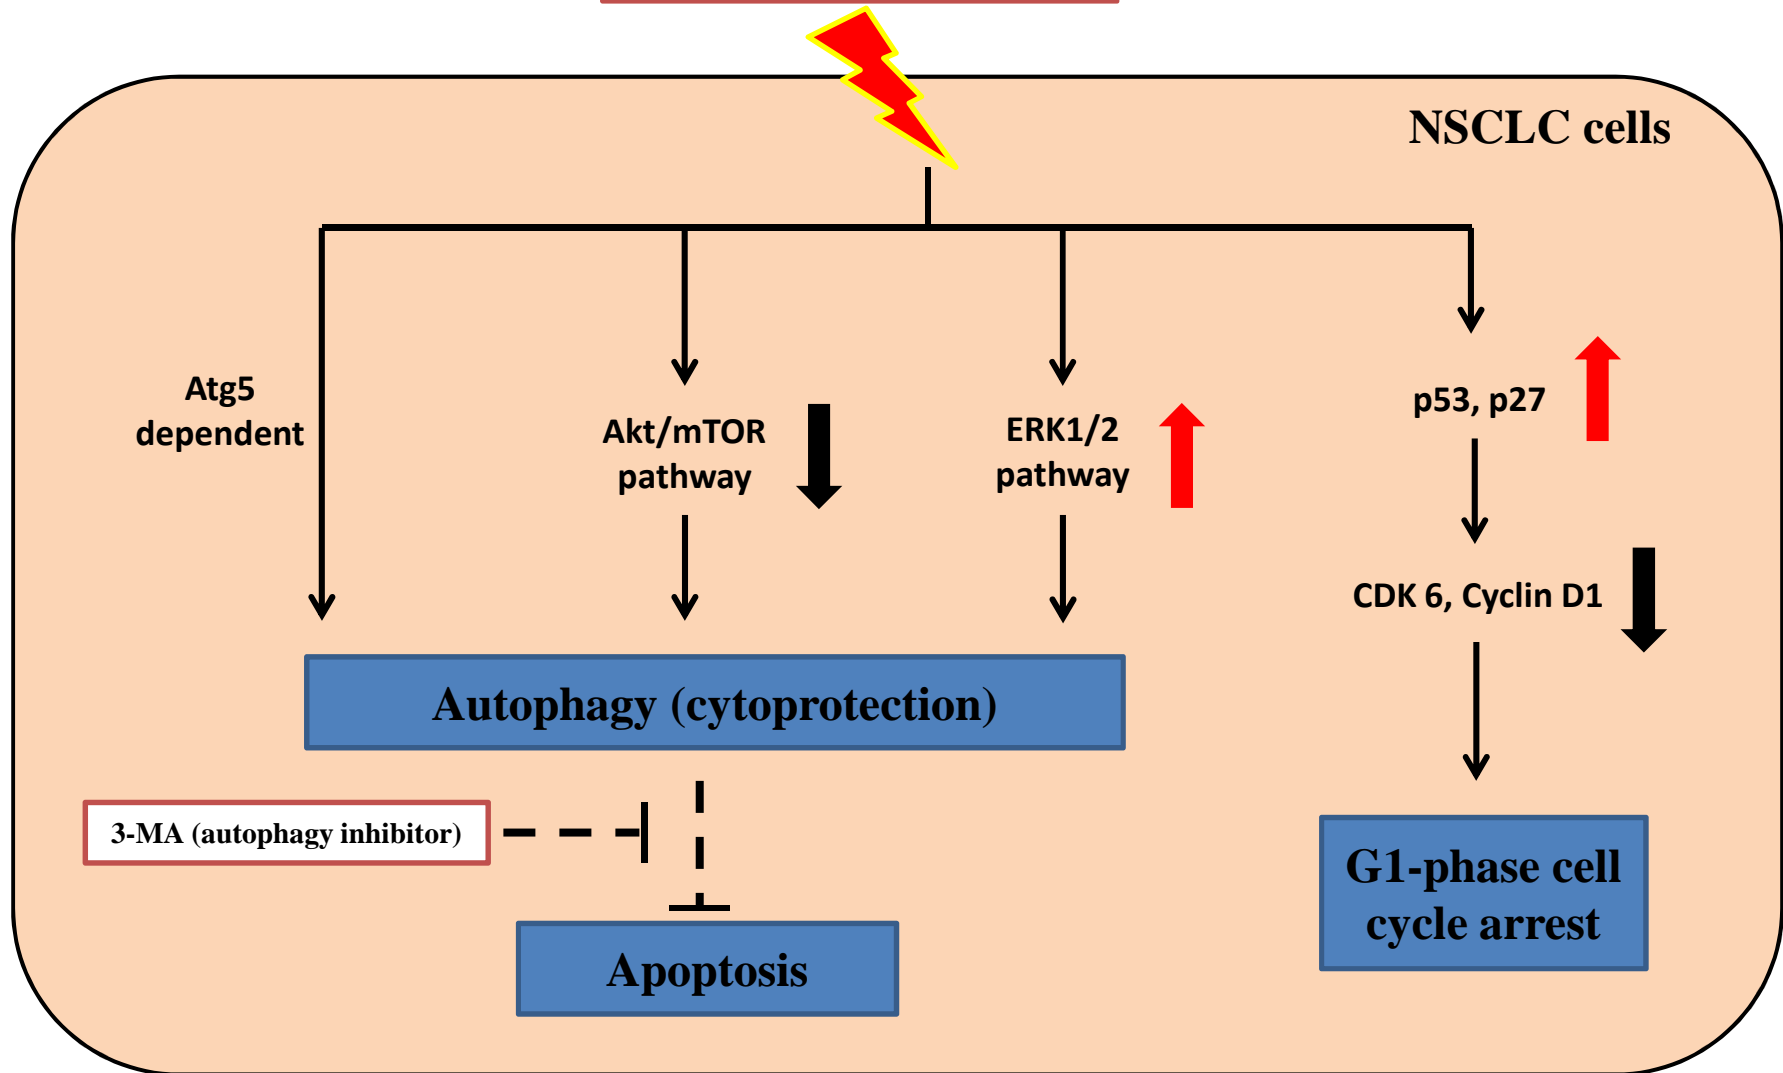 NSCLC cells
Atg5
dependent
Akt/mTOR
pathway
ERK1/2
pathway
p53, p27
CDK 6, Cyclin D1
Autophagy (cytoprotection)
3-MA (autophagy inhibitor)
Apoptosis
G1-phase cell
cycle arrest